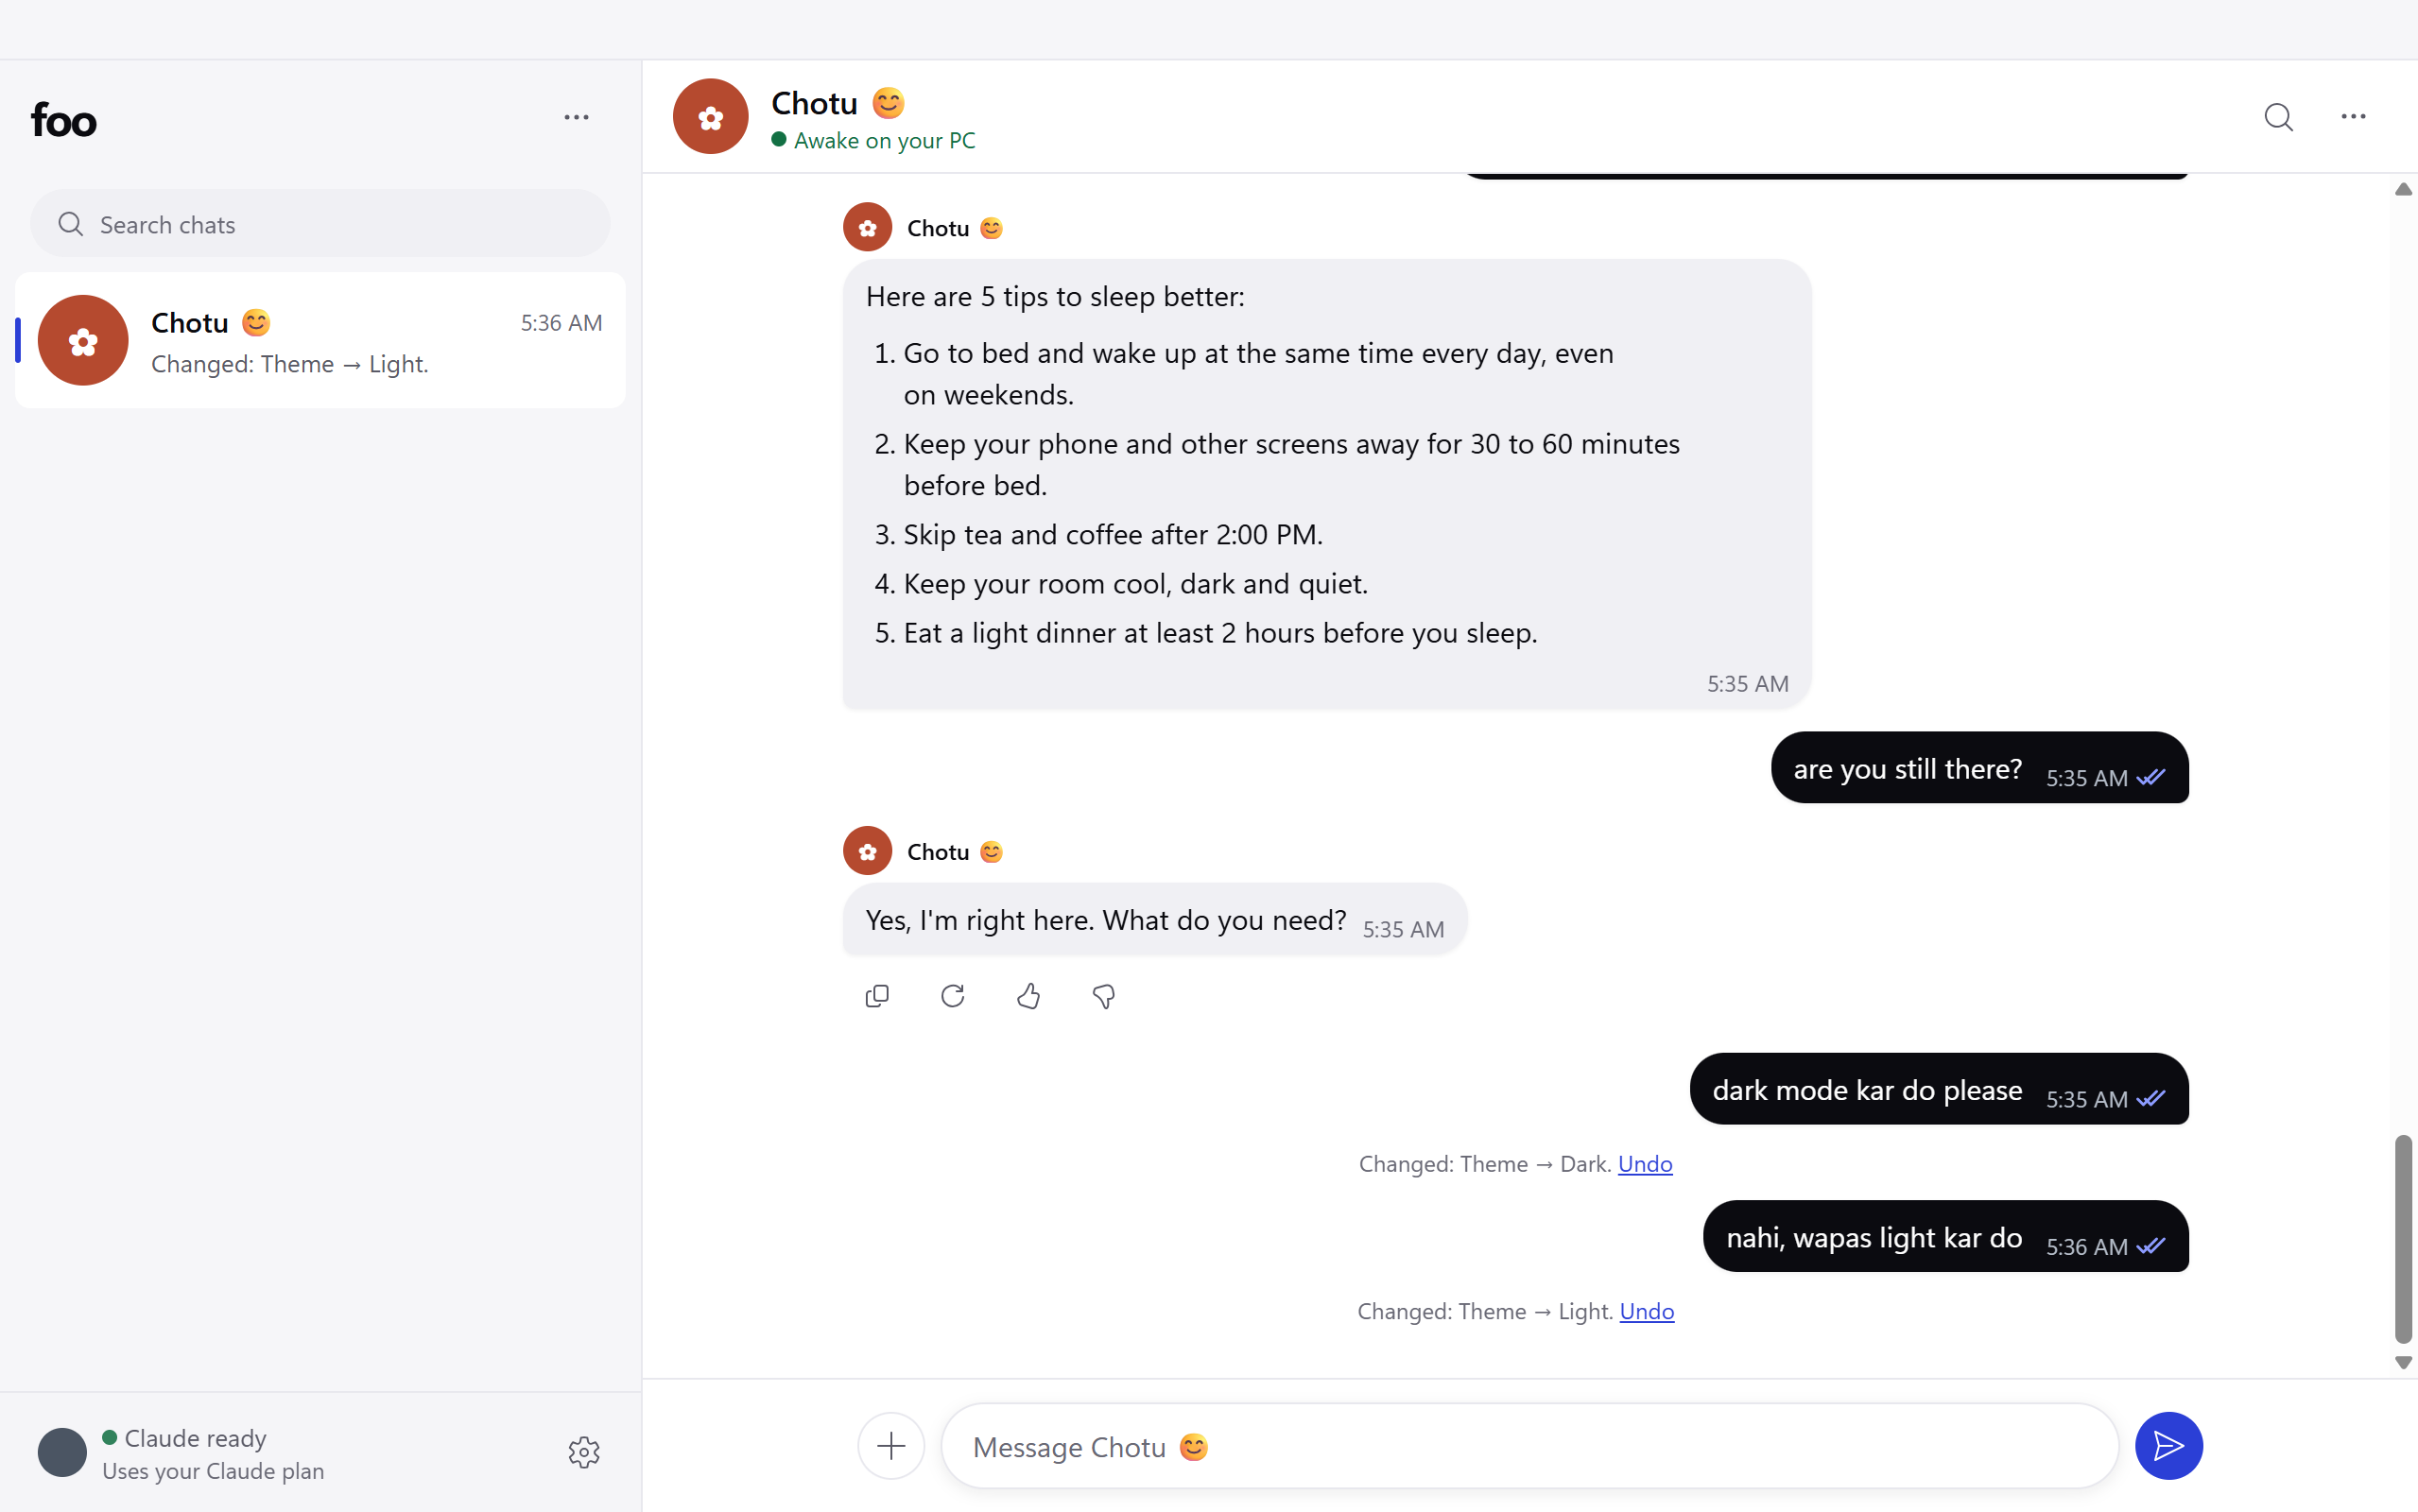 foo
Search chats
Chotu 😊
5:36 AM
Changed: Theme → Light.
Claude ready
Uses your Claude plan
Chotu 😊
Awake on your PC
Chotu 😊
Here are 5 tips to sleep better:
1. Go to bed and wake up at the same time every day, even
on weekends.
2. Keep your phone and other screens away for 30 to 60 minutes
before bed.
3. Skip tea and coffee after 2:00 PM.
4. Keep your room cool, dark and quiet.
5. Eat a light dinner at least 2 hours before you sleep.
5:35 AM
are you still there? 5:35 AM
Chotu 😊
Yes, I'm right here. What do you need? 5:35 AM
dark mode kar do please 5:35 AM
Changed: Theme → Dark. Undo
nahi, wapas light kar do 5:36 AM
Changed: Theme → Light. Undo
Message Chotu 😊